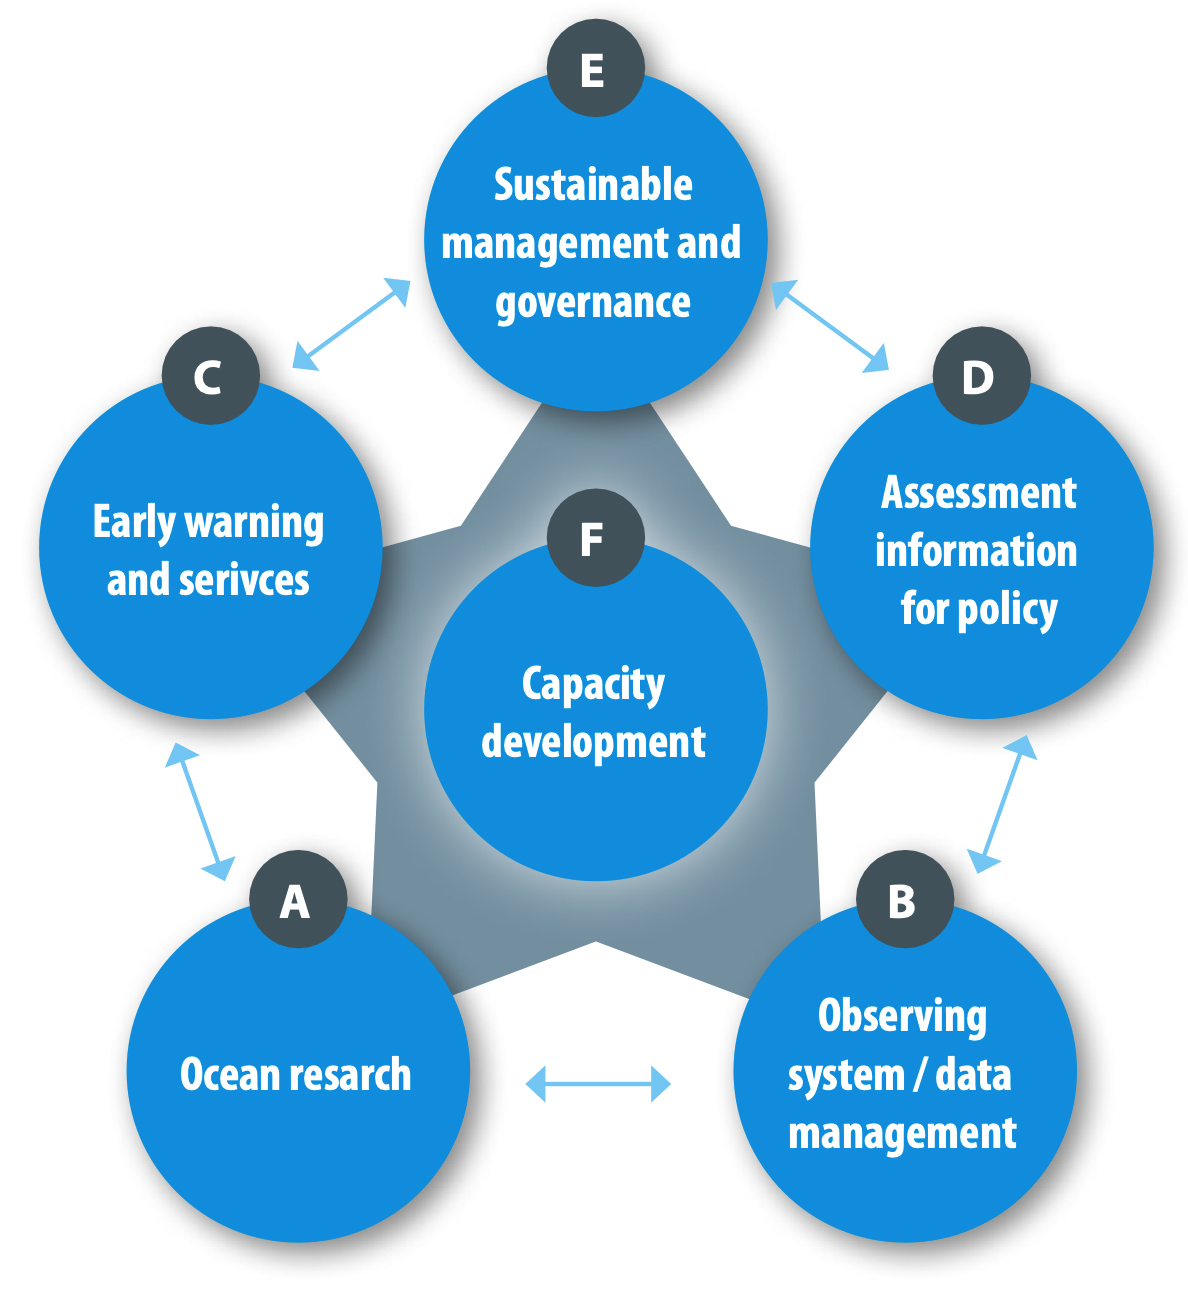 E
Sustainable
management and
governance
C
Early warning
and serivces
D
Assessment
information
for policy
F
Capacity
development
A
Ocean resarch
B
Observing
system / data
management